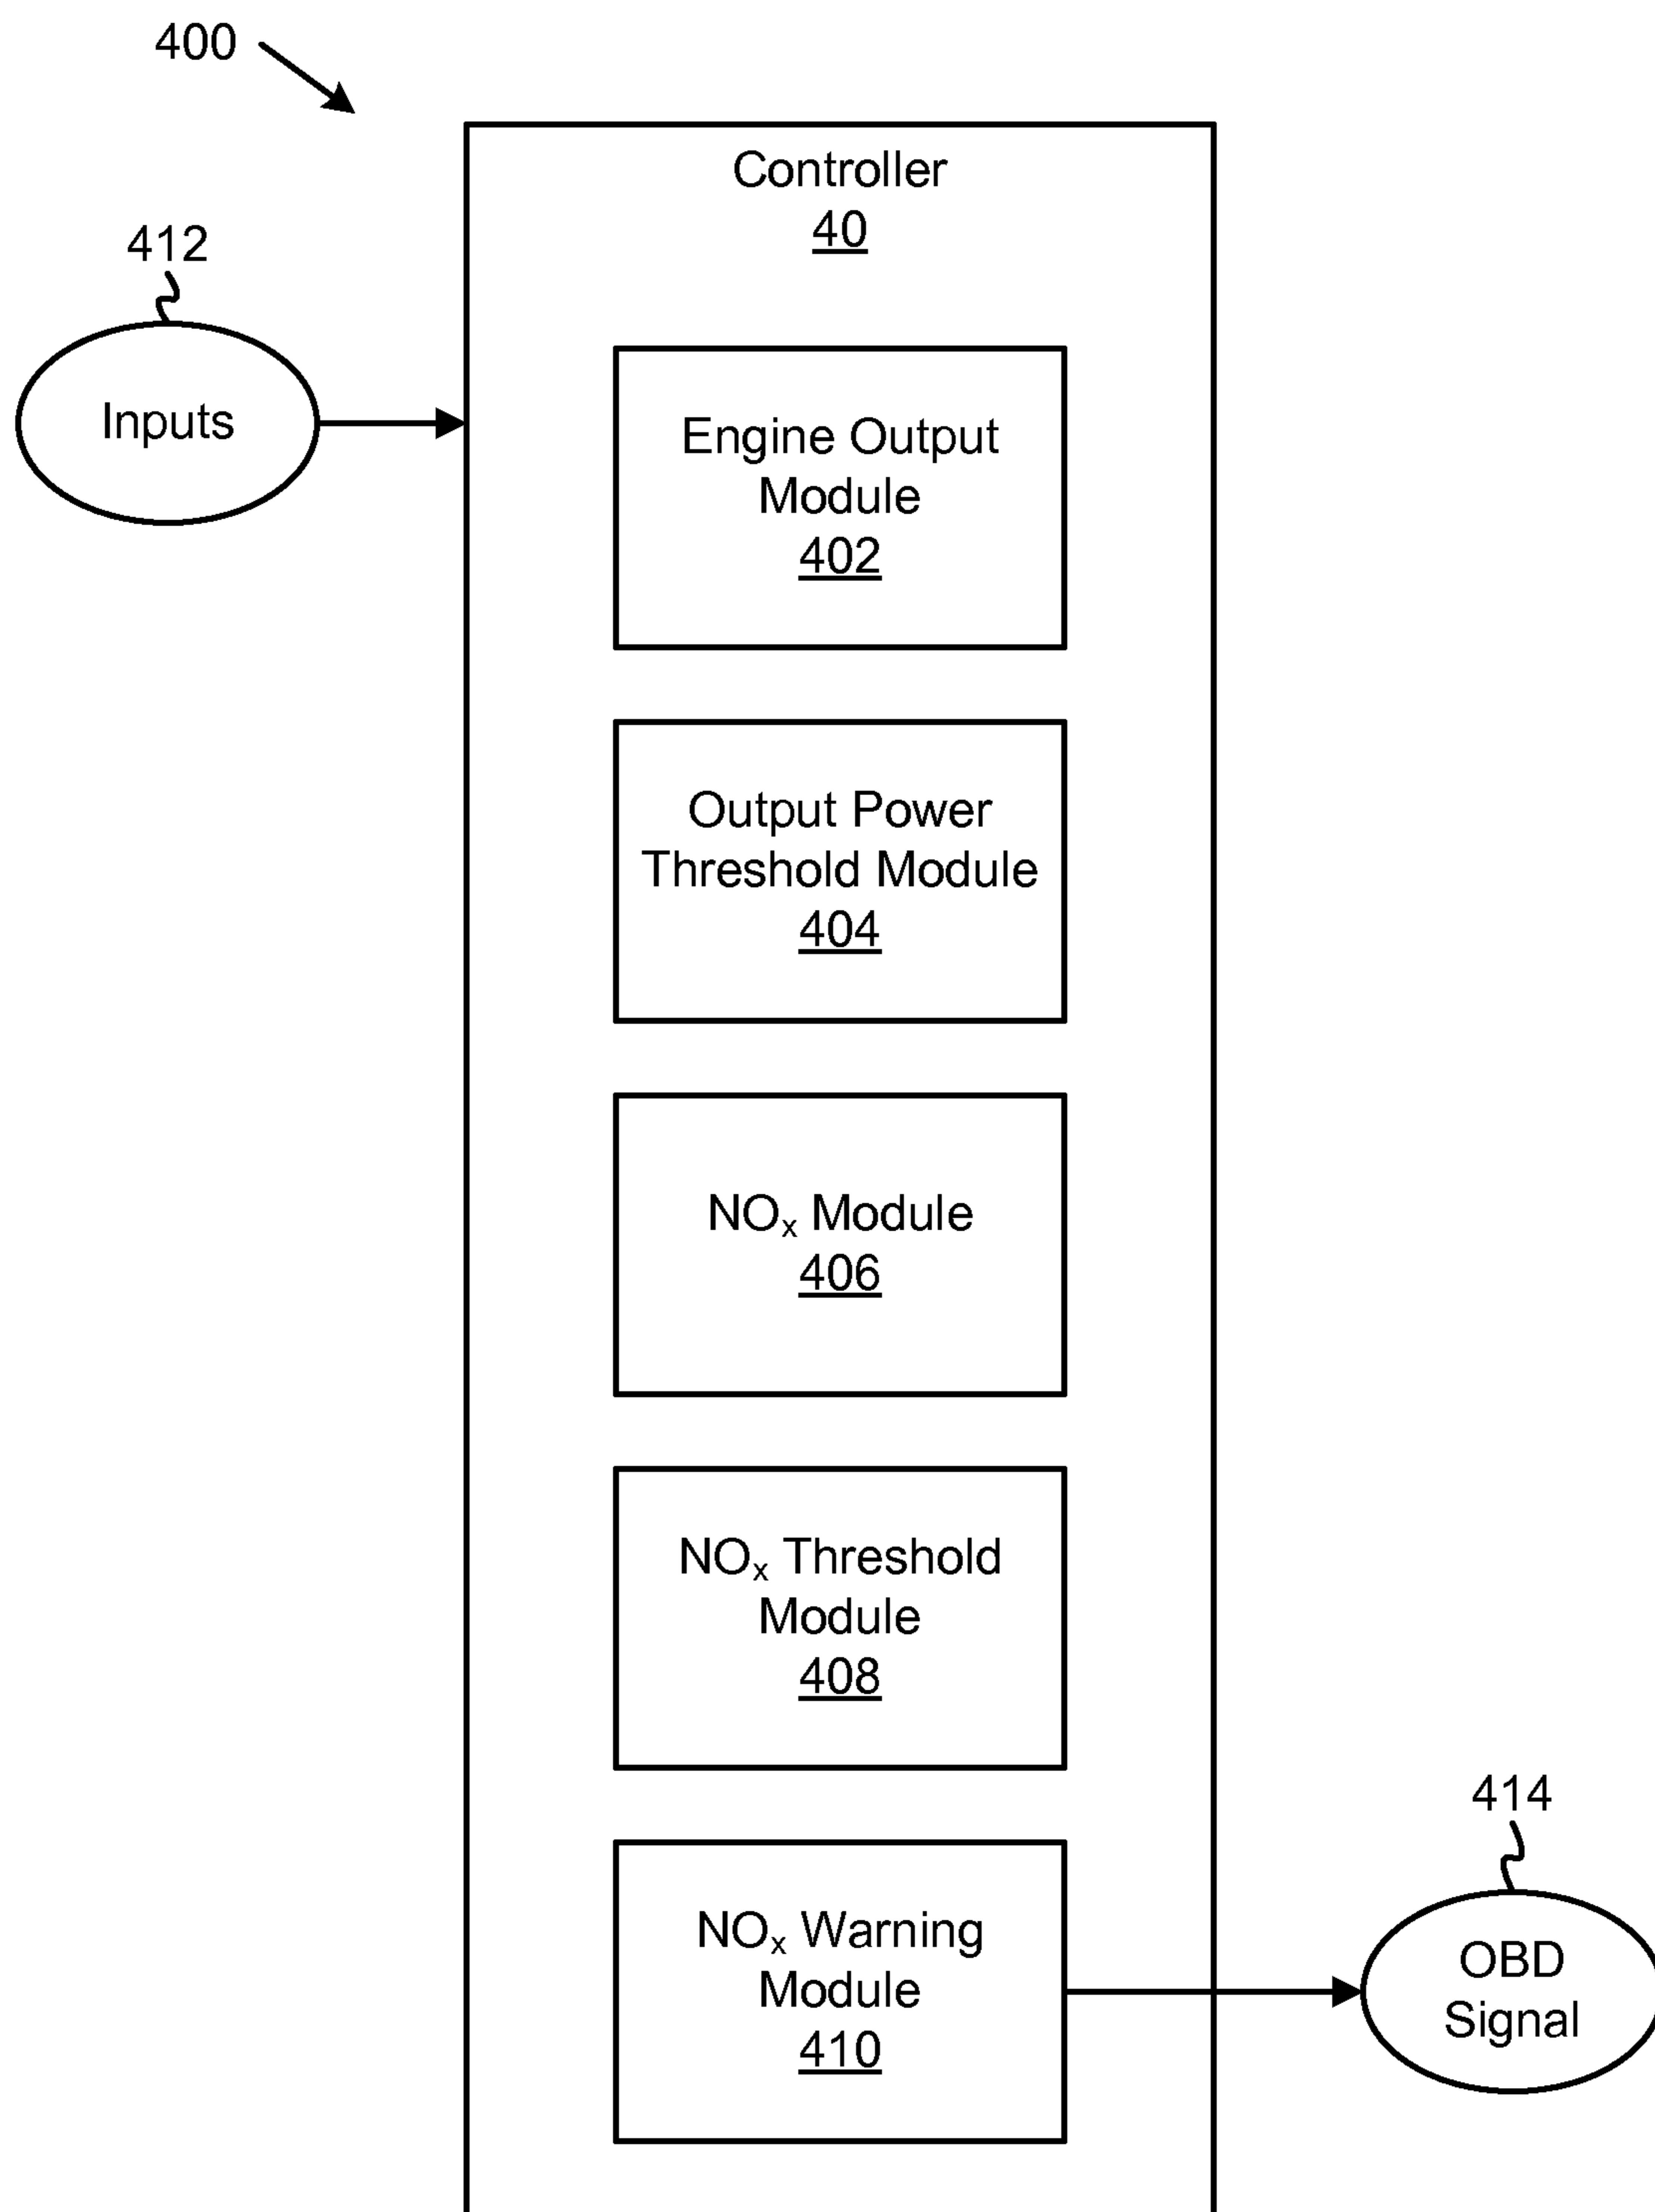 400
Controller
40
412
Inputs
Engine Output
Module
402
Output Power
Threshold Module
404
NOx Module
406
NOx Threshold
Module
408
NOx Warning
Module
410
414
OBD
Signal